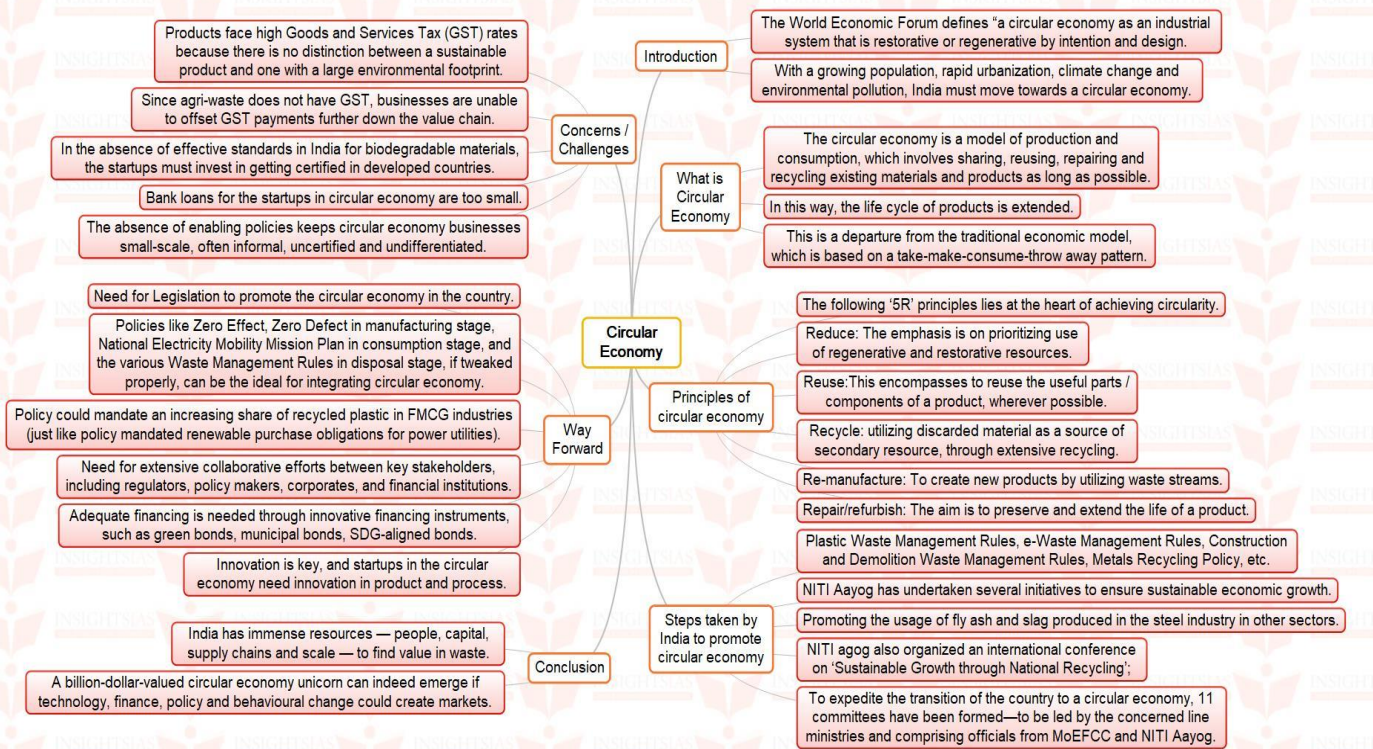 Circular
Economy
Introduction
The World Economic Forum defines “a circular economy as an industrial
system that is restorative or regenerative by intention and design.
With a growing population, rapid urbanization, climate change and
environmental pollution, India must move towards a circular economy.
What is
Circular
Economy
The circular economy is a model of production and
consumption, which involves sharing, reusing, repairing and
recycling existing materials and products as long as possible.
In this way, the life cycle of products is extended.
This is a departure from the traditional economic model,
which is based on a take-make-consume-throw away pattern.
Principles of
circular economy
The following ‘5R’ principles lies at the heart of achieving circularity.
Reduce: The emphasis is on prioritizing use
of regenerative and restorative resources.
Reuse:This encompasses to reuse the useful parts /
components of a product, wherever possible.
Recycle: utilizing discarded material as a source of
secondary resource, through extensive recycling.
Re-manufacture: To create new products by utilizing waste streams.
Repair/refurbish: The aim is to preserve and extend the life of a product.
Steps taken by
India to promote
circular economy
Plastic Waste Management Rules, e-Waste Management Rules, Construction
and Demolition Waste Management Rules, Metals Recycling Policy, etc.
NITI Aayog has undertaken several initiatives to ensure sustainable economic growth.
Promoting the usage of fly ash and slag produced in the steel industry in other sectors.
NITI agog also organized an international conference
on ‘Sustainable Growth through National Recycling’;
To expedite the transition of the country to a circular economy, 11
committees have been formed—to be led by the concerned line
ministries and comprising officials from MoEFCC and NITI Aayog.
Concerns /
Challenges
Products face high Goods and Services Tax (GST) rates
because there is no distinction between a sustainable
product and one with a large environmental footprint.
Since agri-waste does not have GST, businesses are unable
to offset GST payments further down the value chain.
In the absence of effective standards in India for biodegradable materials,
the startups must invest in getting certified in developed countries.
Bank loans for the startups in circular economy are too small.
The absence of enabling policies keeps circular economy businesses
small-scale, often informal, uncertified and undifferentiated.
Way
Forward
Need for Legislation to promote the circular economy in the country.
Policies like Zero Effect, Zero Defect in manufacturing stage,
National Electricity Mobility Mission Plan in consumption stage, and
the various Waste Management Rules in disposal stage, if tweaked
properly, can be the ideal for integrating circular economy.
Policy could mandate an increasing share of recycled plastic in FMCG industries
(just like policy mandated renewable purchase obligations for power utilities).
Need for extensive collaborative efforts between key stakeholders,
including regulators, policy makers, corporates, and financial institutions.
Adequate financing is needed through innovative financing instruments,
such as green bonds, municipal bonds, SDG-aligned bonds.
Innovation is key, and startups in the circular
economy need innovation in product and process.
Conclusion
India has immense resources — people, capital,
supply chains and scale — to find value in waste.
A billion-dollar-valued circular economy unicorn can indeed emerge if
technology, finance, policy and behavioural change could create markets.
INSIGHTSIAS